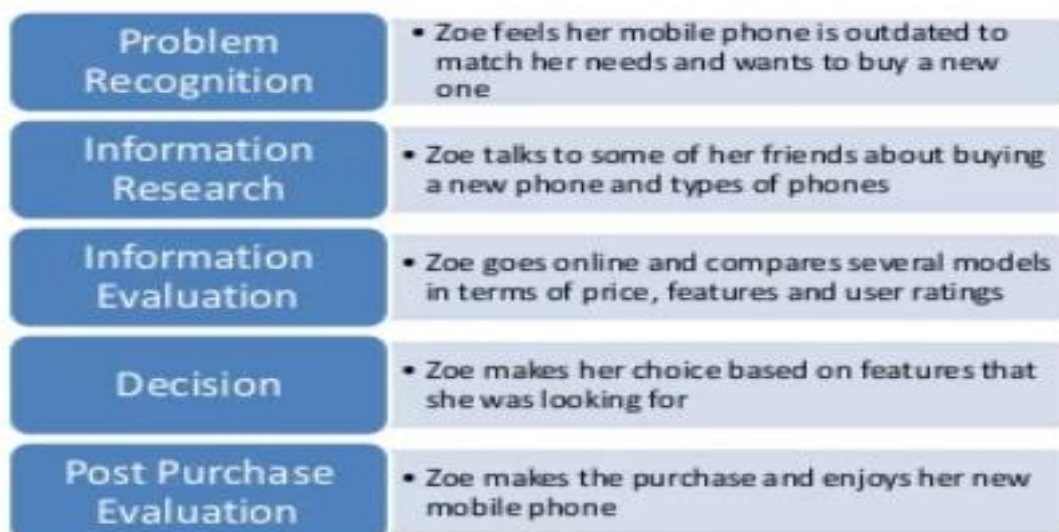 Problem
Recognition
• Zoe feels her mobile phone is outdated to
match her needs and wants to buy a new
one
Information
Research
• Zoe talks to some of her friends about buying
a new phone and types of phones
Information
Evaluation
• Zoe goes online and compares several models
in terms of price, features and user ratings
Decision
• Zoe makes her choice based on features that
she was looking for
Post Purchase
Evaluation
• Zoe makes the purchase and enjoys her new
mobile phone